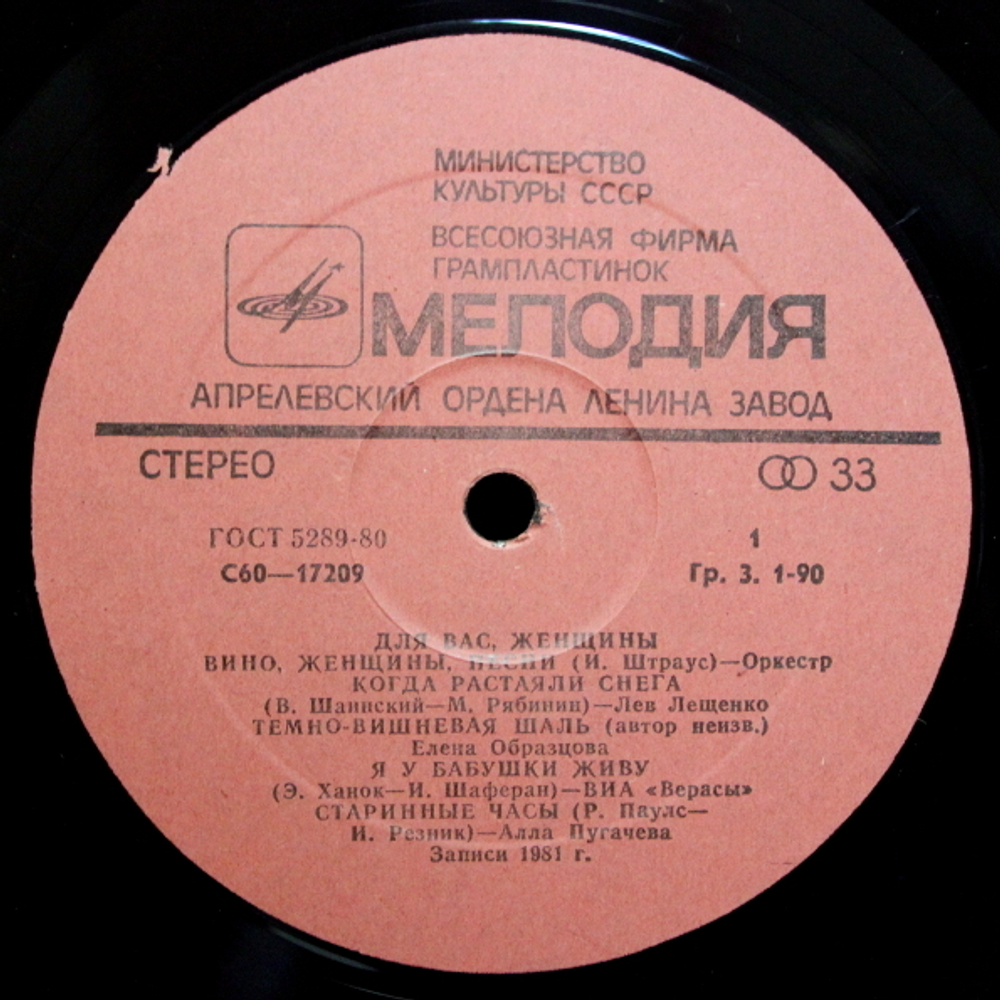 МИНИСТЕРСТВО
КУЛЬТУРЫ СССР
ВСЕСОЮЗНАЯ ФИРМА
ГРАМПЛАСТИНОК
МЕЛОДИЯ
АПРЕЛЕВСКИЙ ОРДЕНА ЛЕНИНА ЗАВОД
СТЕРЕО
33
ГОСТ 5289-80
1
С60—17209
Гр. 3. 1-90
ДЛЯ ВАС, ЖЕНЩИНЫ
ВИНО, ЖЕНЩИНЫ, ПЕСНИ (И. Штраус)—Оркестр
КОГДА РАСТАЯЛИ СНЕГА
(В. Шаинский—М. Рябинин)—Лев Лещенко
ТЕМНО-ВИШНЕВАЯ ШАЛЬ (автор неизв.)
Елена Образцова
Я У БАБУШКИ ЖИВУ
(Э. Ханок—И. Шаферан)—ВИА «Верасы»
СТАРИННЫЕ ЧАСЫ (Р. Паулс—
И. Резник)—Алла Пугачева
Записи 1981 г.